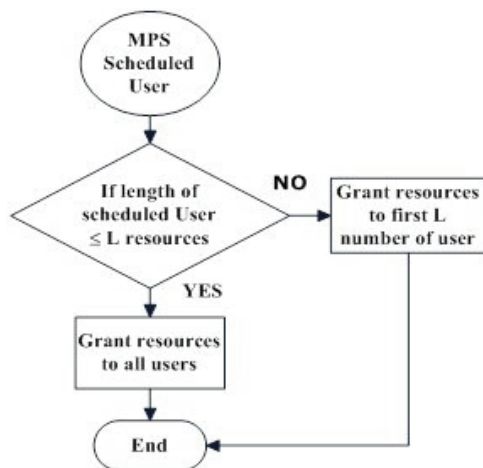 MPS
Scheduled
User
If length of
scheduled User
≤ L resources
NO
Grant resources
to first L
number of user
YES
Grant resources
to all users
End